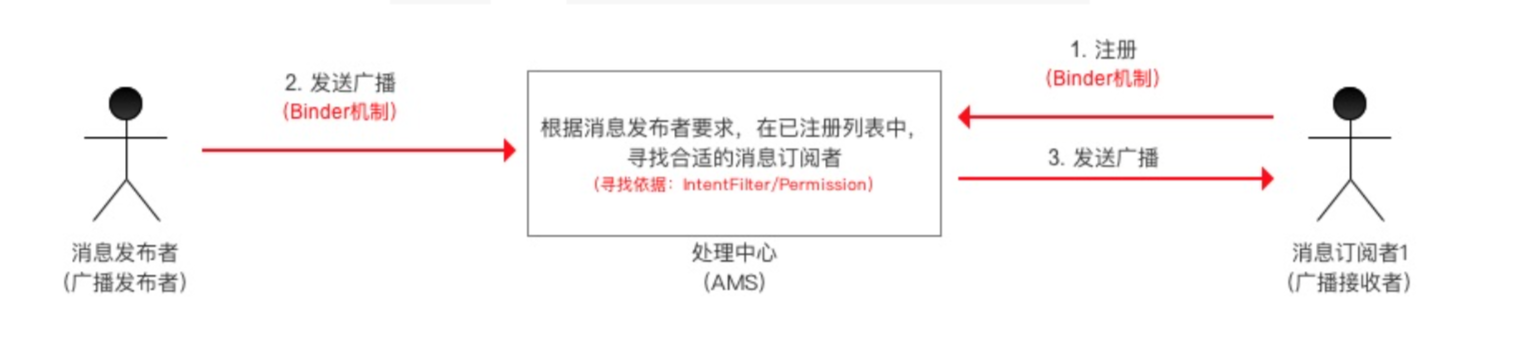 2. 发送广播
(Binder机制)
消息发布者
(广播发布者)
根据消息发布者要求，在已注册列表中，
寻找合适的消息订阅者
(寻找依据：IntentFilter/Permission)
处理中心
(AMS)
1. 注册
(Binder机制)
3. 发送广播
消息订阅者1
(广播接收者)